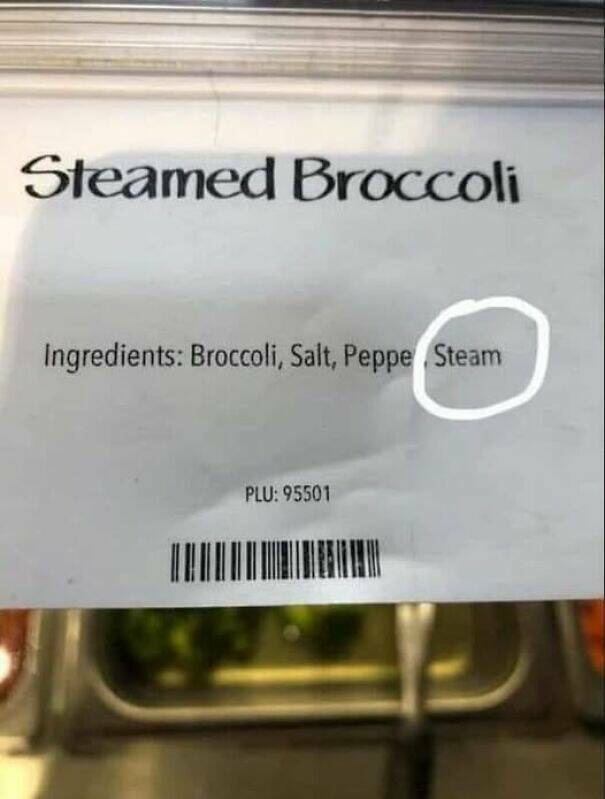 Steamed Broccoli
Ingredients: Broccoli, Salt, Peppe , Steam
PLU: 95501